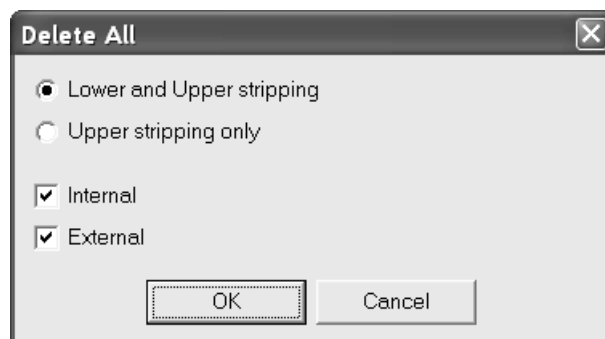 Delete All
Lower and Upper stripping
Upper stripping only
Internal
External
OK Cancel